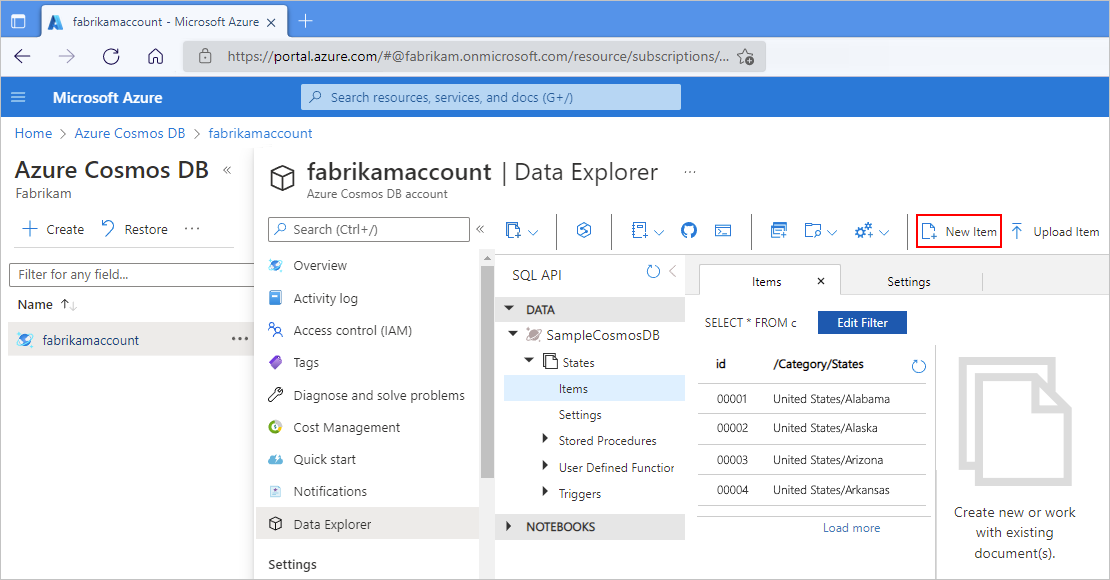 fabrikamaccount - Microsoft Azure
https://portal.azure.com/#@fabrikam.onmicrosoft.com/resource/subscriptions/...
Microsoft Azure
Search resources, services, and docs (G+/)
Home > Azure Cosmos DB > fabrikamaccount
Azure Cosmos DB «
Fabrikam
+ Create
Restore
...
Filter for any field...
Name ↑↓
fabrikamaccount
...
fabrikamaccount | Data Explorer ...
Azure Cosmos DB account
Search (Ctrl+/) «
New Item
Upload Item
Overview
Activity log
Access control (IAM)
Tags
Diagnose and solve problems
Cost Management
Quick start
Notifications
Data Explorer
Settings
SQL API
DATA
SampleCosmosDB
States
Items
Settings
Stored Procedures
User Defined Function
Triggers
NOTEBOOKS
Items
Settings
SELECT * FROM c
Edit Filter
id /Category/States
00001 United States/Alabama
00002 United States/Alaska
00003 United States/Arizona
00004 United States/Arkansas
Load more
Create new or work
with existing
document(s).